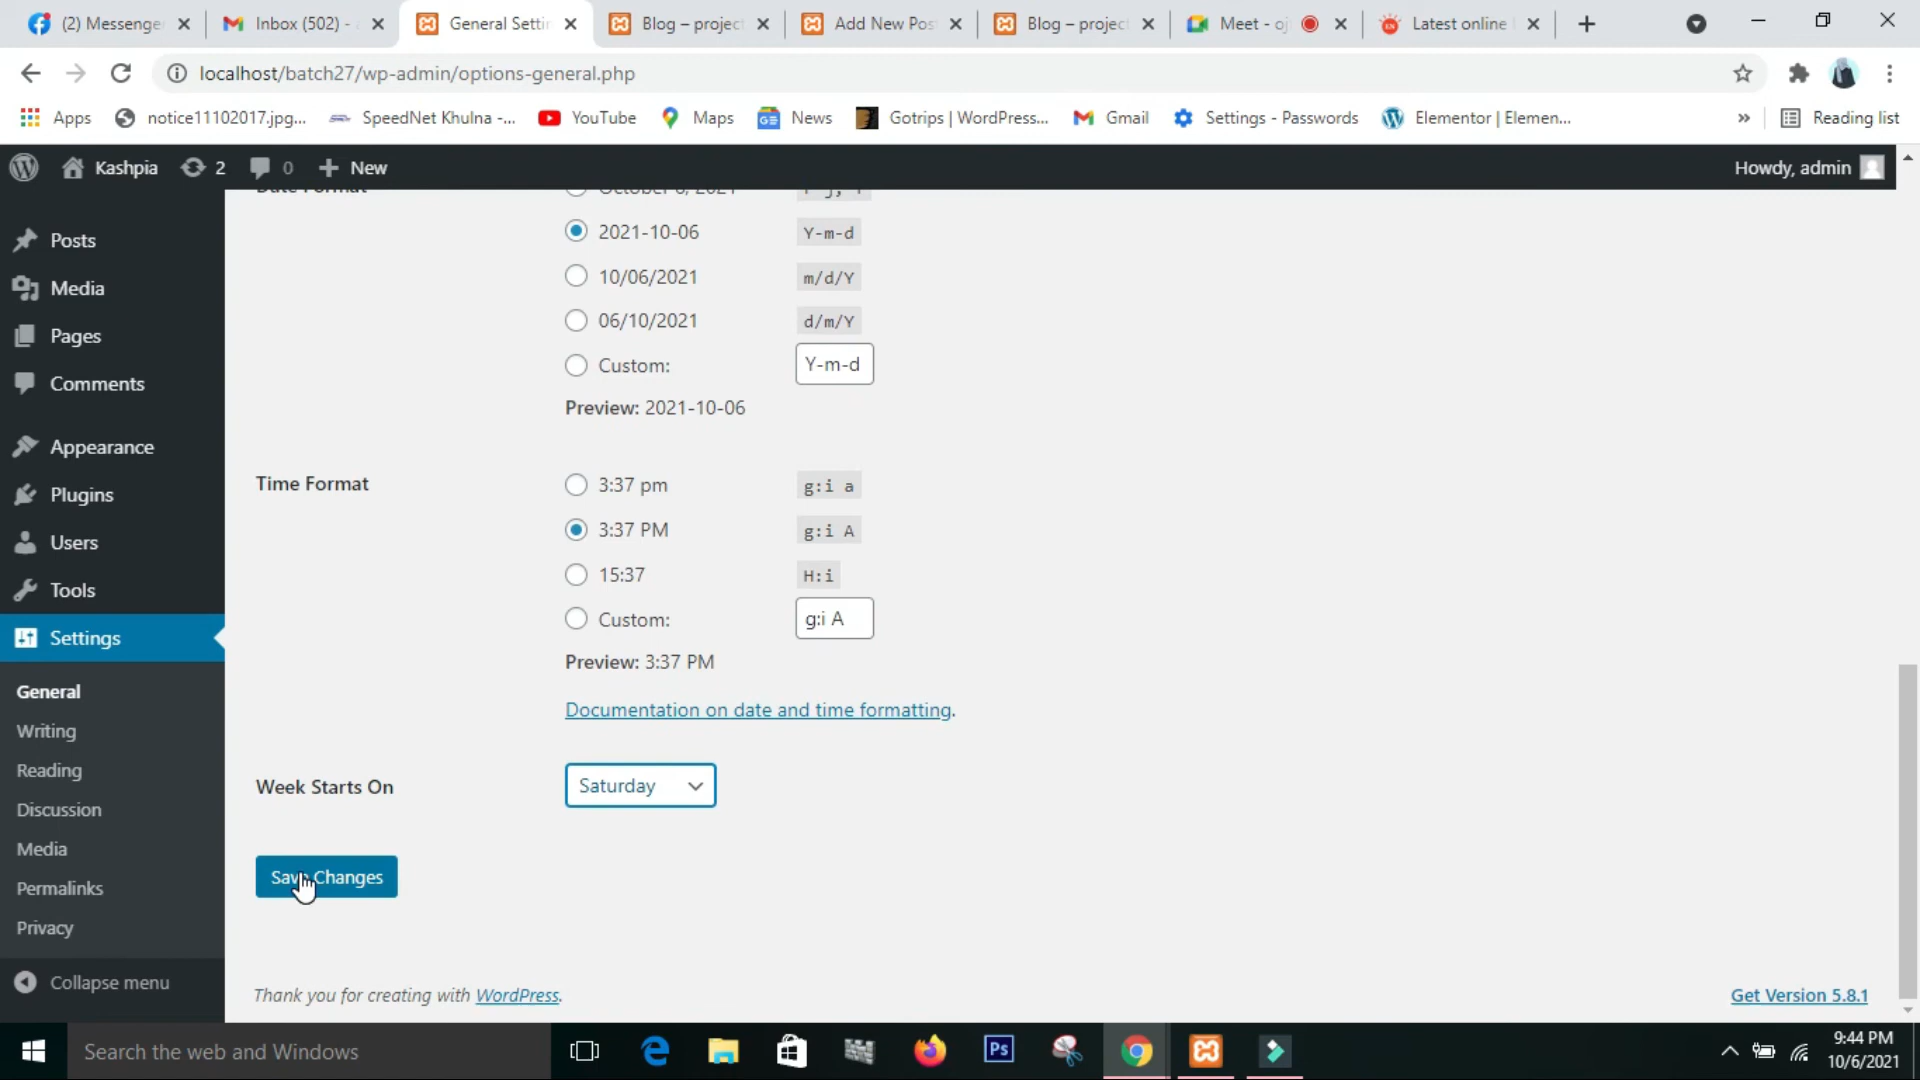 (2) Messenge
Inbox (502) -
General Settin
Blog – project
Add New Pos
Blog – project
Meet - oj
Latest online
localhost/batch27/wp-admin/options-general.php
Apps
notice11102017.jpg...
SpeedNet Khulna -...
YouTube
Maps
News
Gotrips | WordPress...
Gmail
Settings - Passwords
Elementor | Elemen...
»
Reading list
Kashpia
2
0
New
Howdy, admin
Posts
Media
Pages
Comments
Appearance
Plugins
Users
Tools
Settings
General
Writing
Reading
Discussion
Media
Permalinks
Privacy
Collapse menu
Date Format
October 6, 2021 F j, Y
2021-10-06 Y-m-d
10/06/2021 m/d/Y
06/10/2021 d/m/Y
Custom: Y-m-d
Preview: 2021-10-06
Time Format
3:37 pm g:i a
3:37 PM g:i A
15:37 H:i
Custom: g:i A
Preview: 3:37 PM
Documentation on date and time formatting.
Week Starts On Saturday
Save Changes
Thank you for creating with WordPress.
Get Version 5.8.1
Search the web and Windows
Ps
9:44 PM
10/6/2021